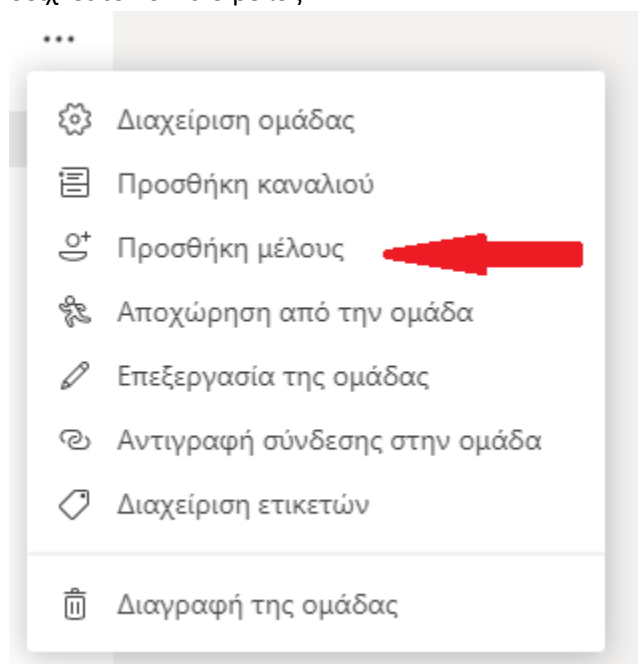 ...
Διαχείριση ομάδας
Προσθήκη καναλιού
Προσθήκη μέλους
Αποχώρηση από την ομάδα
Επεξεργασία της ομάδας
Αντιγραφή σύνδεσης στην ομάδα
Διαχείριση ετικετών
Διαγραφή της ομάδας